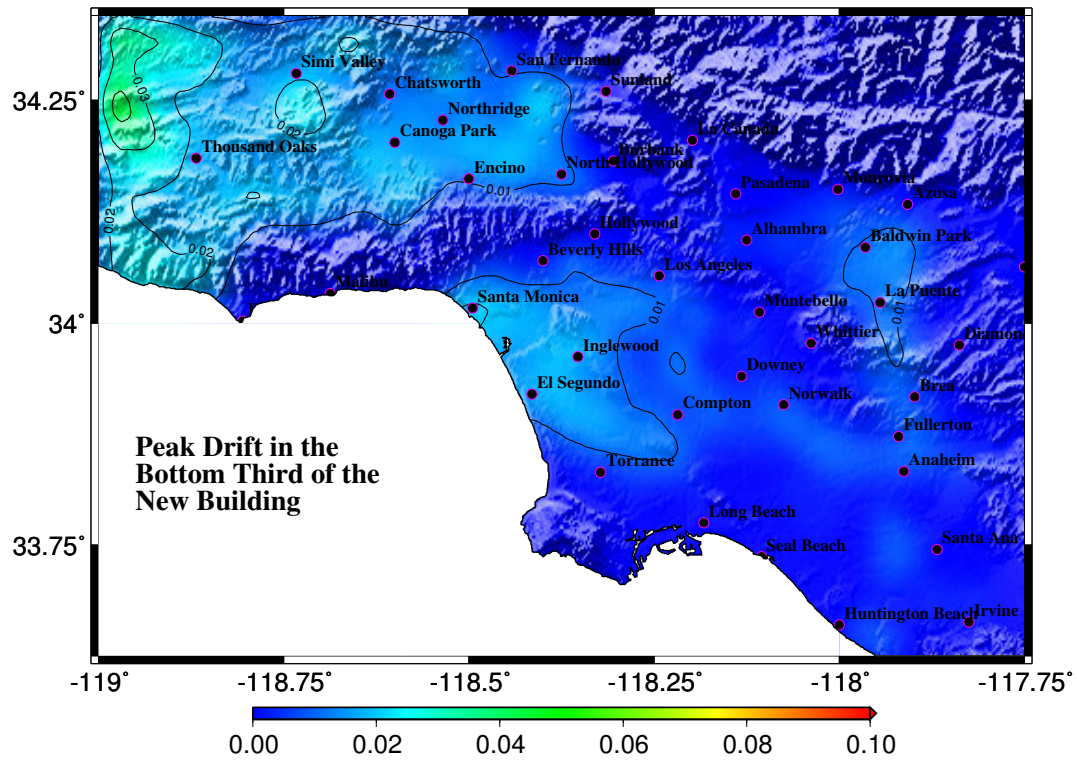 34.25°
34°
33.75°
San Fernando
Simi Valley
Sunland
Chatsworth
0.03
Northridge
0.02
Canoga Park
La Canada
Thousand Oaks
Burbank
North Hollywood
Encino
Monrovia
Pasadena
0.01
Azusa
0.02
Hollywood
Alhambra
Baldwin Park
0.02
Beverly Hills
Los Angeles
Malibu
Santa Monica
La Puente
Montebello
0.01
0.01
Whittier
Diamon
Inglewood
Downey
El Segundo
Brea
Norwalk
Compton
Fullerton
Peak Drift in the
Bottom Third of the
New Building
Torrance
Anaheim
Long Beach
Santa Ana
Seal Beach
Huntington Beach
Irvine
-119° -118.75° -118.5° -118.25° -118° -117.75°
0.00 0.02 0.04 0.06 0.08 0.10